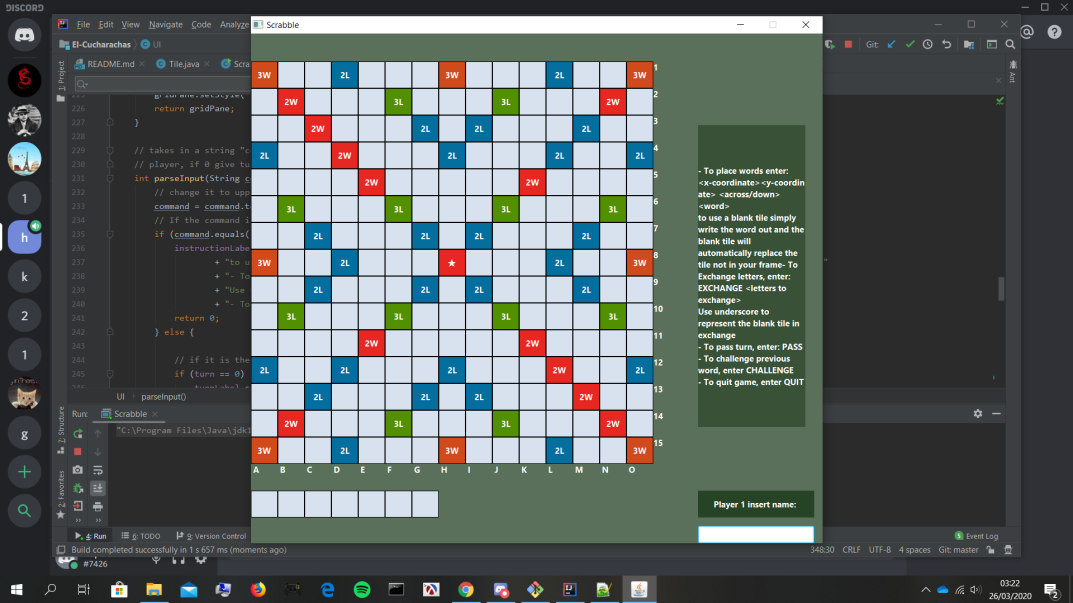 DISCORD
File Edit View Navigate Code Analyze
Scrabble
El-Cucharachas UI
Git:
README.md Tile.java
1: Project
Ant
226 return gridPane;
227 }
228
229 // takes in a string
230 // player, if 0 give
231 int parseInput(String
232 // change it to
233 command =
234 // If the command
235 if (command.equals(
236
237 + "to
238 + "- To
239 + "Use
240 + "- To
241 return 0;
242 } else {
243
244 // if it is the
245 if (turn == 0)
UI parseInput()
Run: Scrabble
7: Structure
2: Favorites
4: Run 6: TODO 9: Version Control
Event Log
Build completed successfully in 1 s 657 ms (moments ago)
348:30 CRLF UTF-8 4 spaces Git: master
#7426
1
h
k
2
1
g
3W 2L 3W 2L 3W 1
2W 3L 3L 2W 2
2W 2L 2L 2L 3
2L 2W 2L 2L 2L 4
2W 2W 5
3L 3L 3L 3L 6
2L 2L 2L 2L 7
3W 2L ★ 2L 3W 8
2L 2L 2L 2L 9
3L 3L 3L 3L 10
2W 2W 11
2L 2L 2L 2W 2L 12
2L 2L 2L 2W 13
2W 3L 3L 2W 14
3W 2L 3W 2L 3W 15
A B C D E F G H I J K L M N O
- To place words enter:
<x-coordinate> <y-coordin
ate> <across/down>
<word>
to use a blank tile simply
write the word out and the
blank tile will
automatically replace the
tile not in your frame- To
Exchange letters, enter:
EXCHANGE <letters to
exchange>
Use underscore to
represent the blank tile in
exchange
- To pass turn, enter: PASS
- To challenge previous
word, enter CHALLENGE
- To quit game, enter QUIT
Player 1 insert name:
03:22
26/03/2020
2